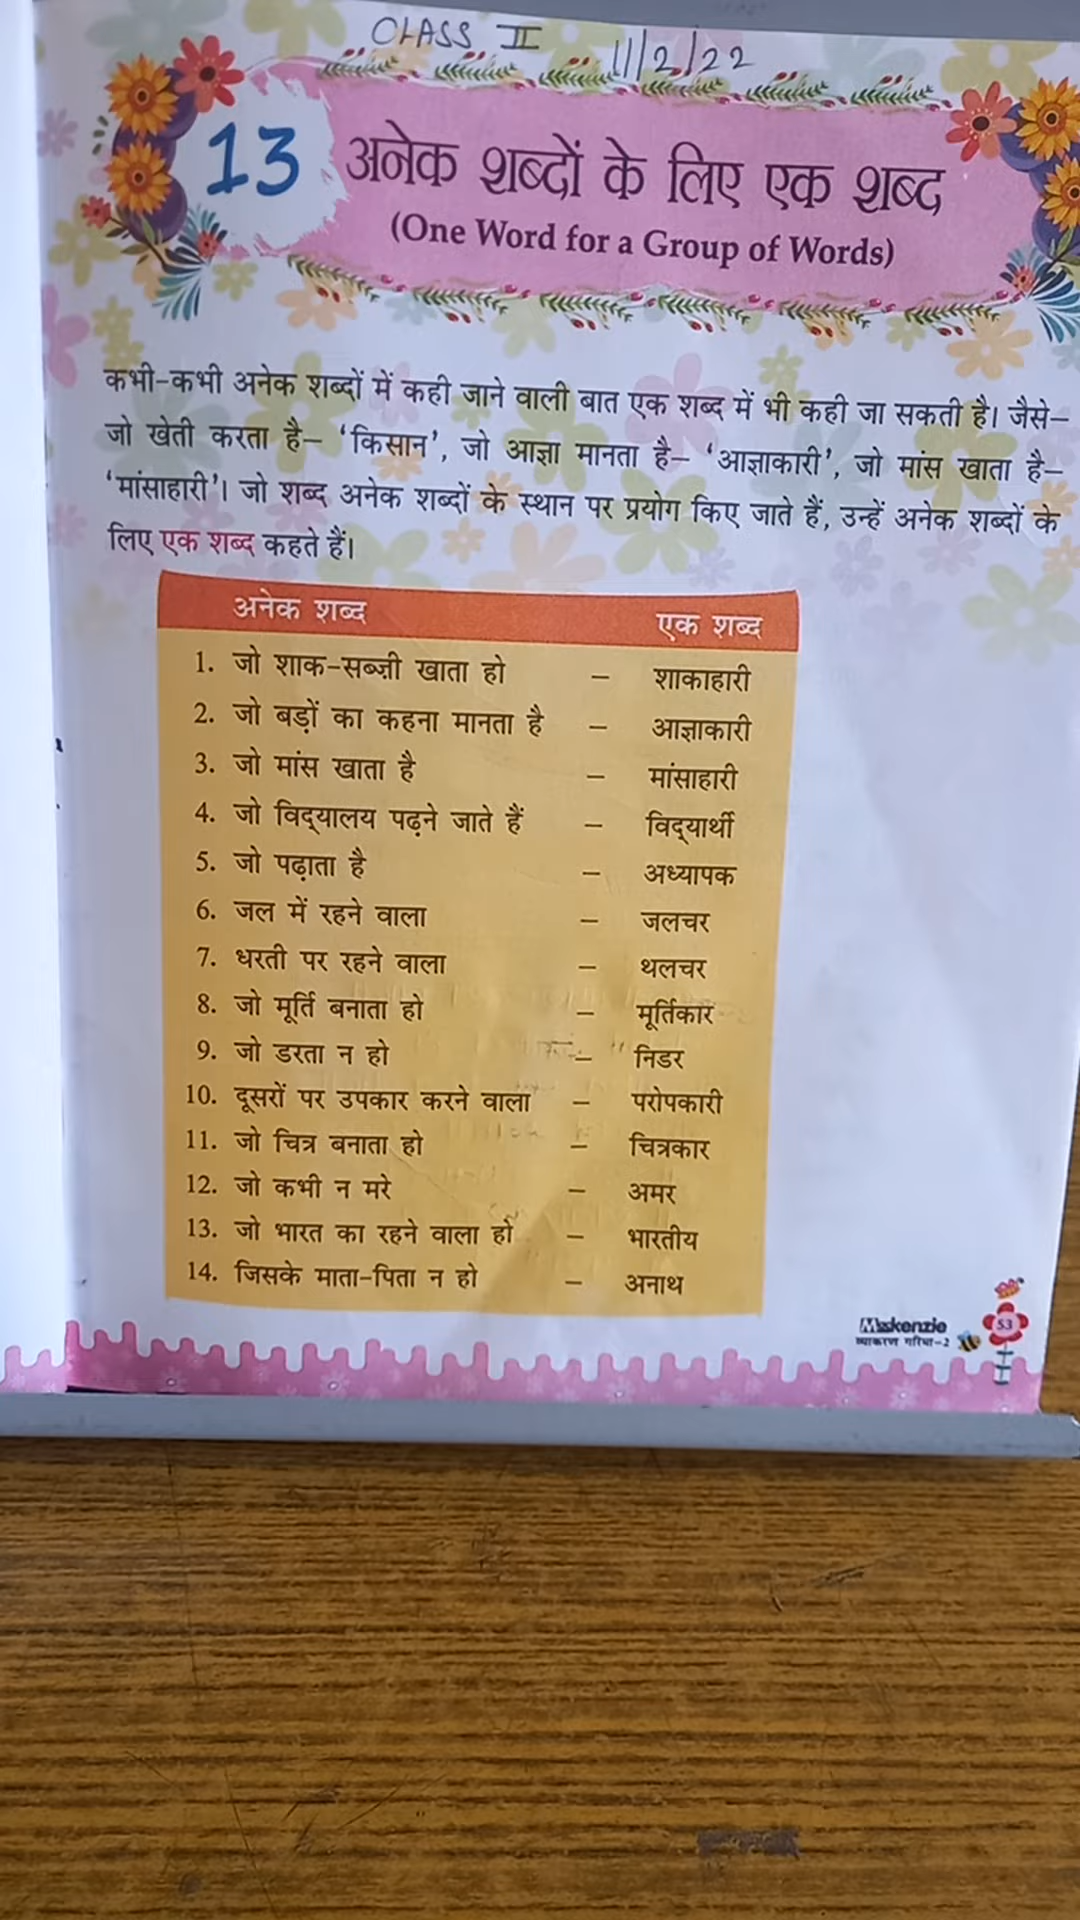 CLASS II 11/2/22
13 अनेक शब्दों के लिए एक शब्द
(One Word for a Group of Words)
कभी-कभी अनेक शब्दों में कही जाने वाली बात एक शब्द में भी कही जा सकती है। जैसे–
जो खेती करता है– ‘किसान’, जो आज्ञा मानता है– ‘आज्ञाकारी’, जो मांस खाता है–
‘मांसाहारी’। जो शब्द अनेक शब्दों के स्थान पर प्रयोग किए जाते हैं, उन्हें अनेक शब्दों के
लिए एक शब्द कहते हैं।
अनेक शब्द एक शब्द
1. जो शाक-सब्ज़ी खाता हो – शाकाहारी
2. जो बड़ों का कहना मानता है – आज्ञाकारी
3. जो मांस खाता है – मांसाहारी
4. जो विद्‌यालय पढ़ने जाते हैं – विद्‌यार्थी
5. जो पढ़ाता है – अध्यापक
6. जल में रहने वाला – जलचर
7. धरती पर रहने वाला – थलचर
8. जो मूर्ति बनाता हो – मूर्तिकार
9. जो डरता न हो – निडर
10. दूसरों पर उपकार करने वाला – परोपकारी
11. जो चित्र बनाता हो – चित्रकार
12. जो कभी न मरे – अमर
13. जो भारत का रहने वाला हो – भारतीय
14. जिसके माता-पिता न हो – अनाथ
Maskenzie
व्याकरण गरिमा-2
53